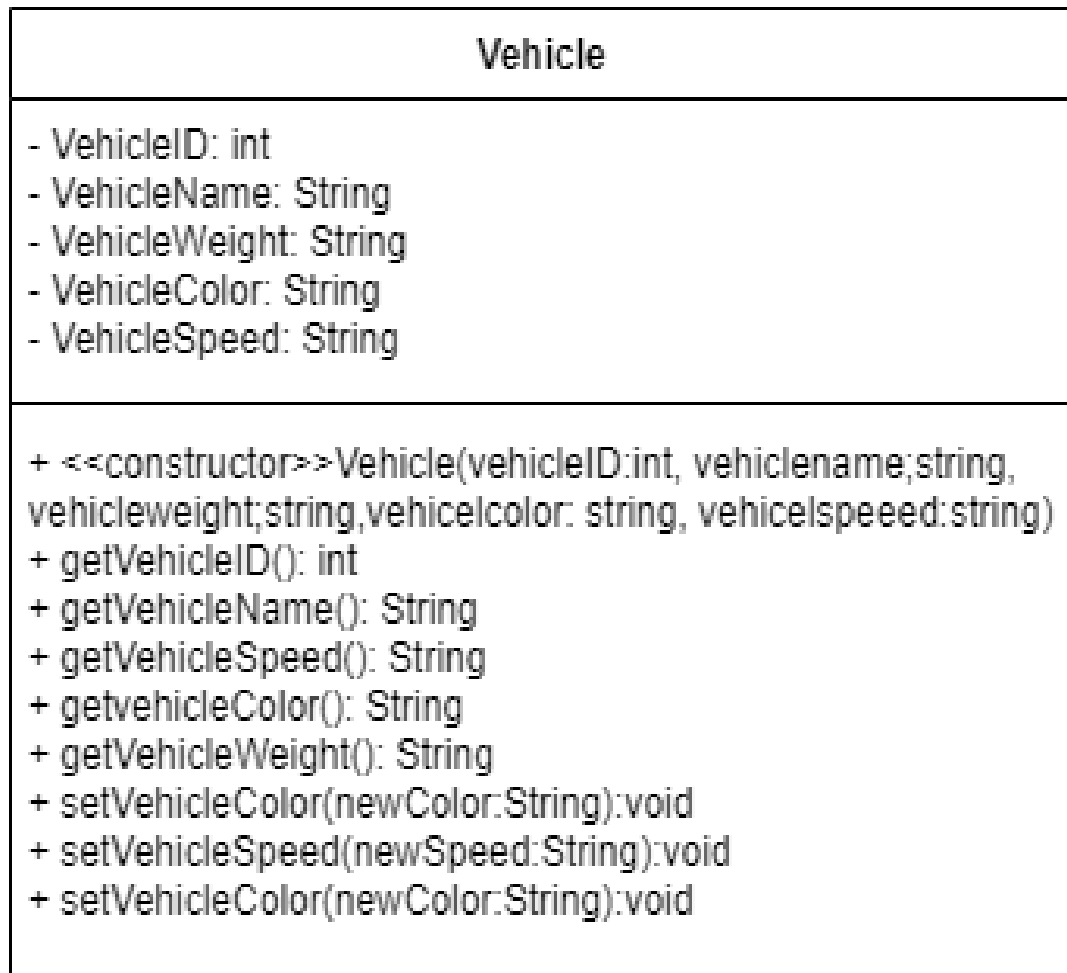 Vehicle
- VehicleID: int
- VehicleName: String
- VehicleWeight: String
- VehicleColor: String
- VehicleSpeed: String
+ <<constructor>>Vehicle(vehicleID:int, vehiclename;string,
vehicleweight;string,vehicelcolor: string, vehicelspeeed:string)
+ getVehicleID(): int
+ getVehicleName(): String
+ getVehicleSpeed(): String
+ getvehicleColor(): String
+ getVehicleWeight(): String
+ setVehicleColor(newColor:String):void
+ setVehicleSpeed(newSpeed:String):void
+ setVehicleColor(newColor:String):void